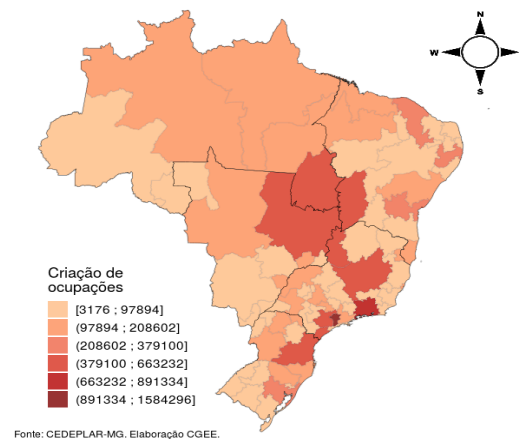 N
W E
S
Criação de
ocupações
[3176 ; 97894]
(97894 ; 208602]
(208602 ; 379100]
(379100 ; 663232]
(663232 ; 891334]
(891334 ; 1584296]
Fonte: CEDEPLAR-MG. Elaboração CGEE.